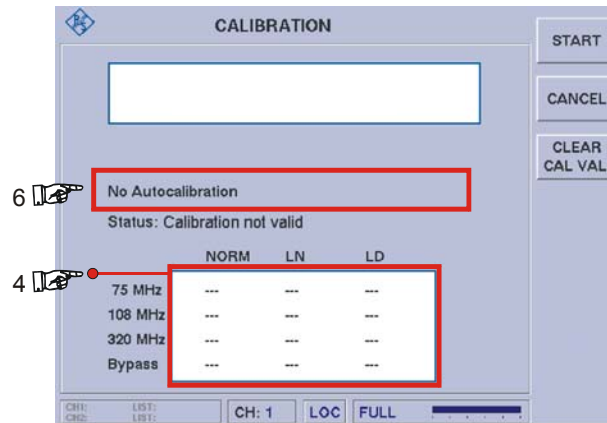 CALIBRATION
START
CANCEL
CLEAR
CAL VAL
6
No Autocalibration
Status: Calibration not valid
4
NORM LN LD
75 MHz --- --- ---
108 MHz --- --- ---
320 MHz --- --- ---
Bypass --- --- ---
CH1: LIST:
CH2: LIST:
CH: 1 LOC FULL